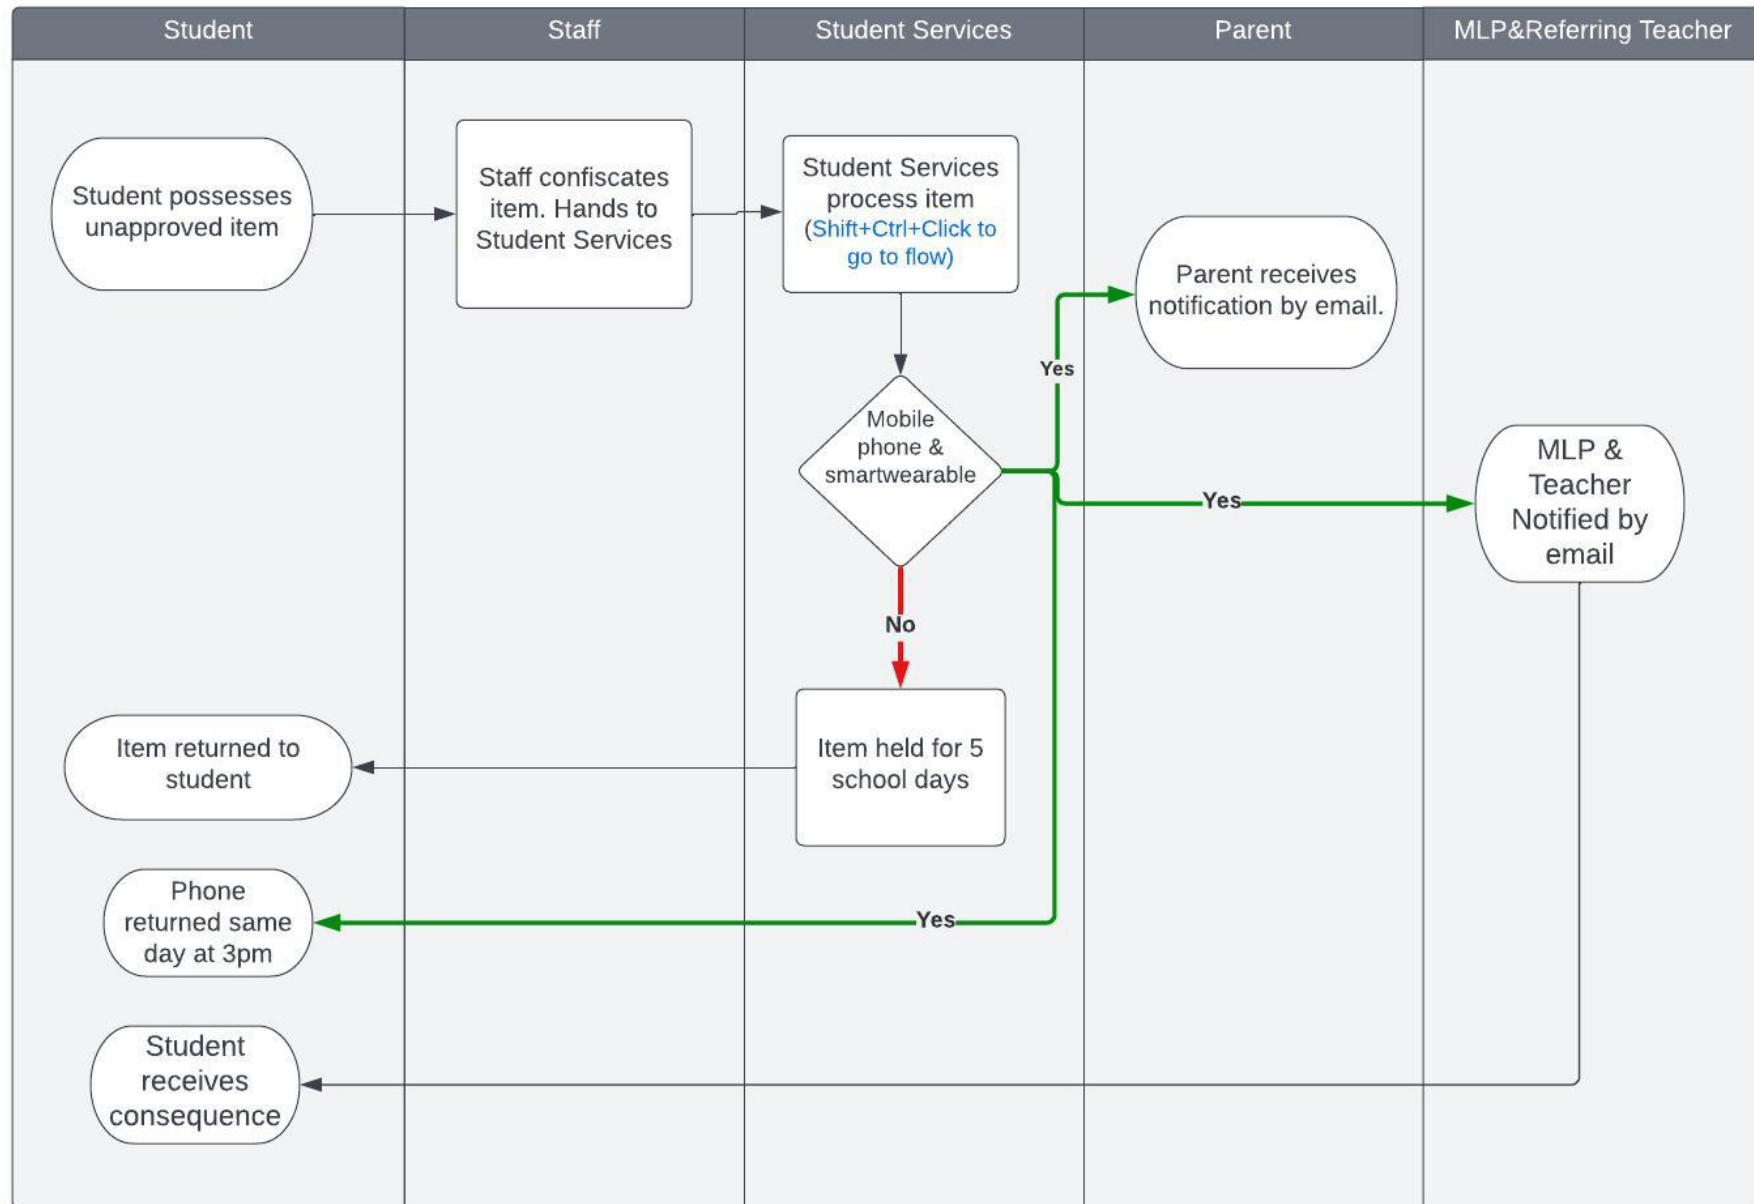 Student
Staff
Student Services
Parent
MLP&Referring Teacher
Student possesses
unapproved item
Staff confiscates
item. Hands to
Student Services
Student Services
process item
(Shift+Ctrl+Click to
go to flow)
Parent receives
notification by email.
Yes
Mobile
phone &
smartwearable
Yes
MLP &
Teacher
Notified by
email
No
Item returned to
student
Item held for 5
school days
Phone
returned same
day at 3pm
Yes
Student
receives
consequence